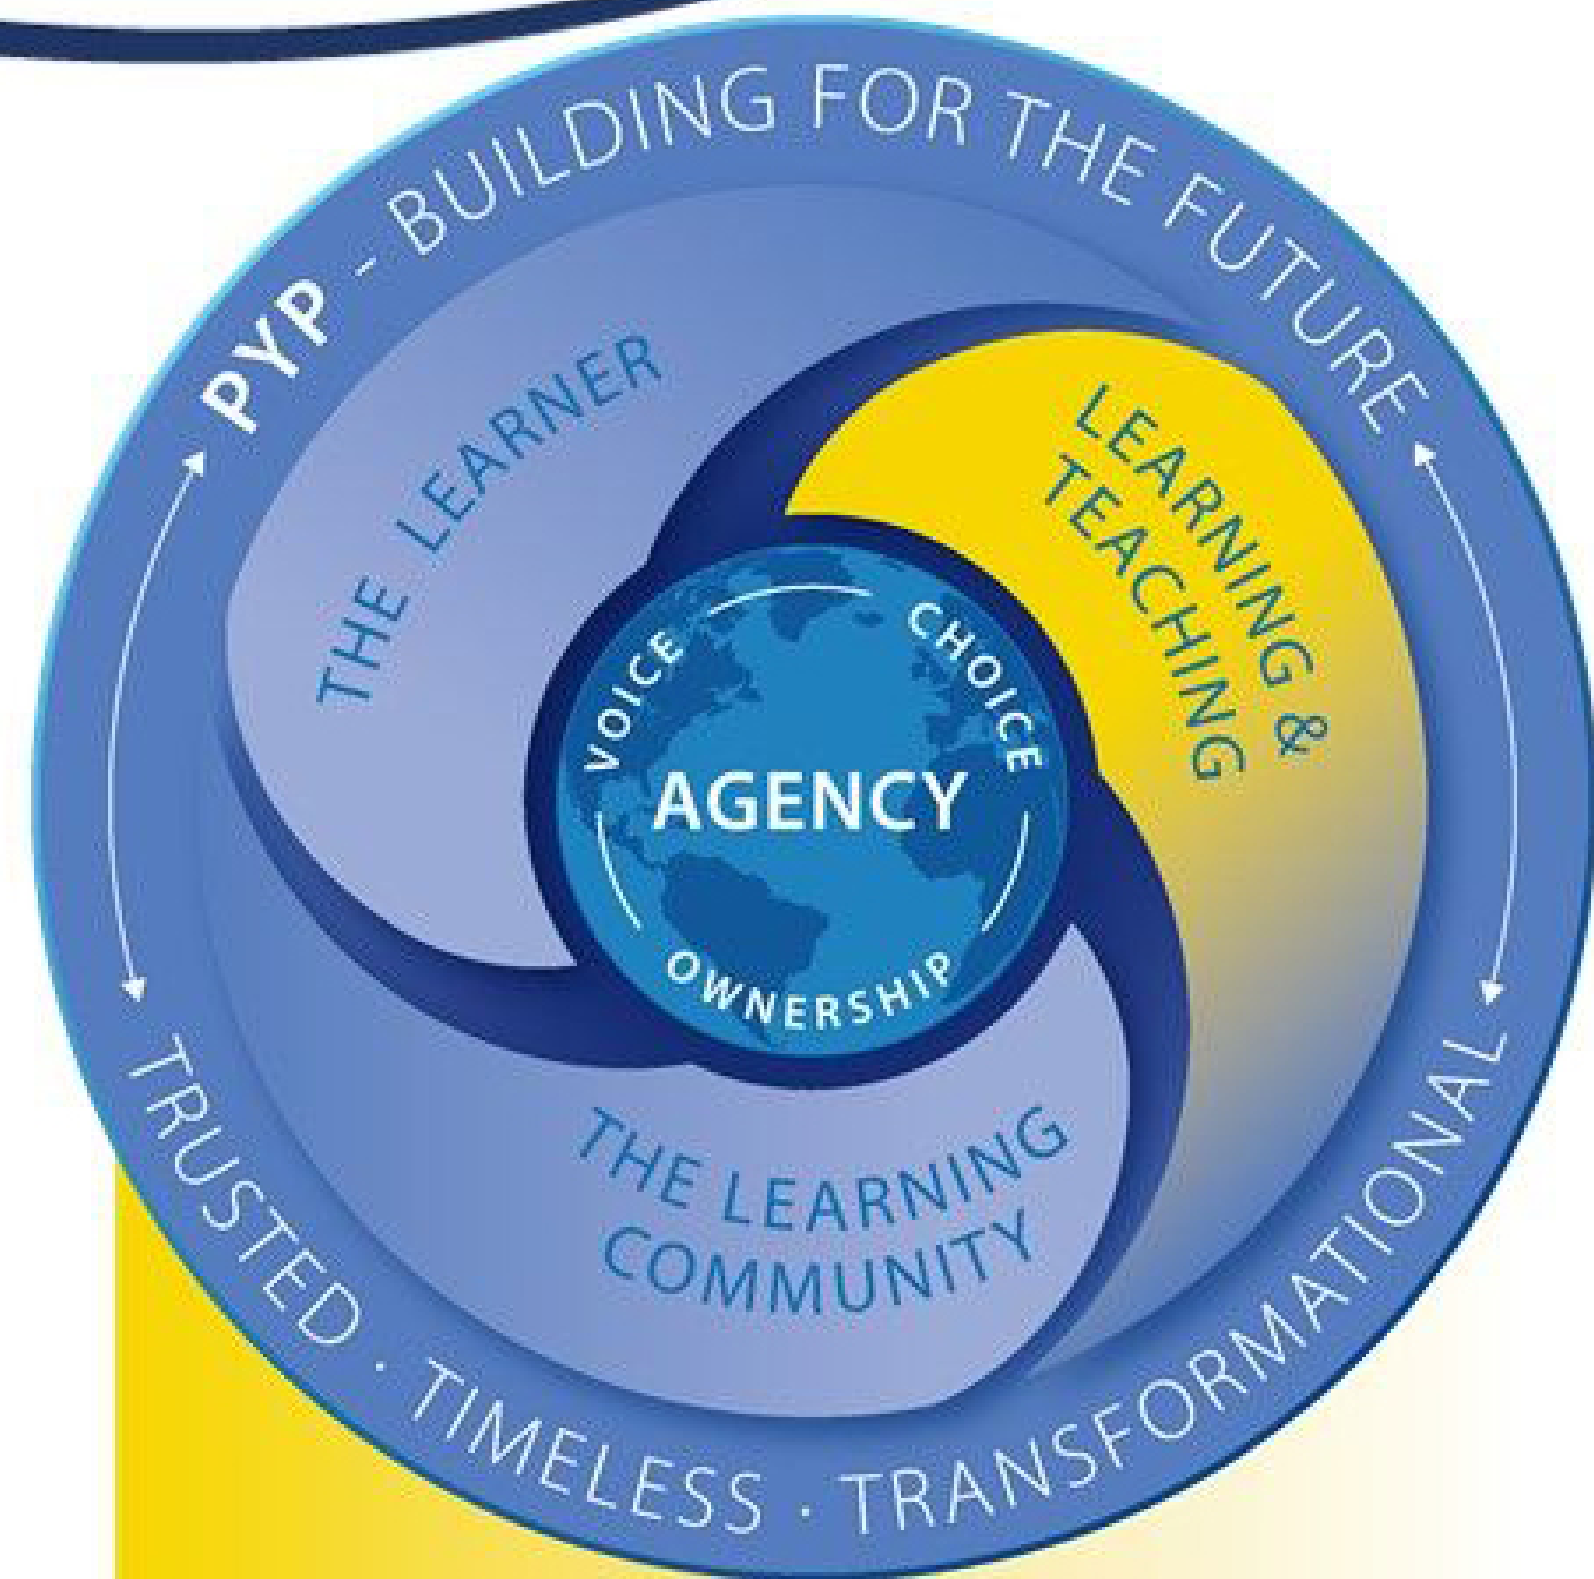 PYP - BUILDING FOR THE FUTURE
THE LEARNER
LEARNING &
TEACHING
VOICE
CHOICE
AGENCY
OWNERSHIP
THE LEARNING
COMMUNITY
TRUSTED · TIMELESS · TRANSFORMATIONAL